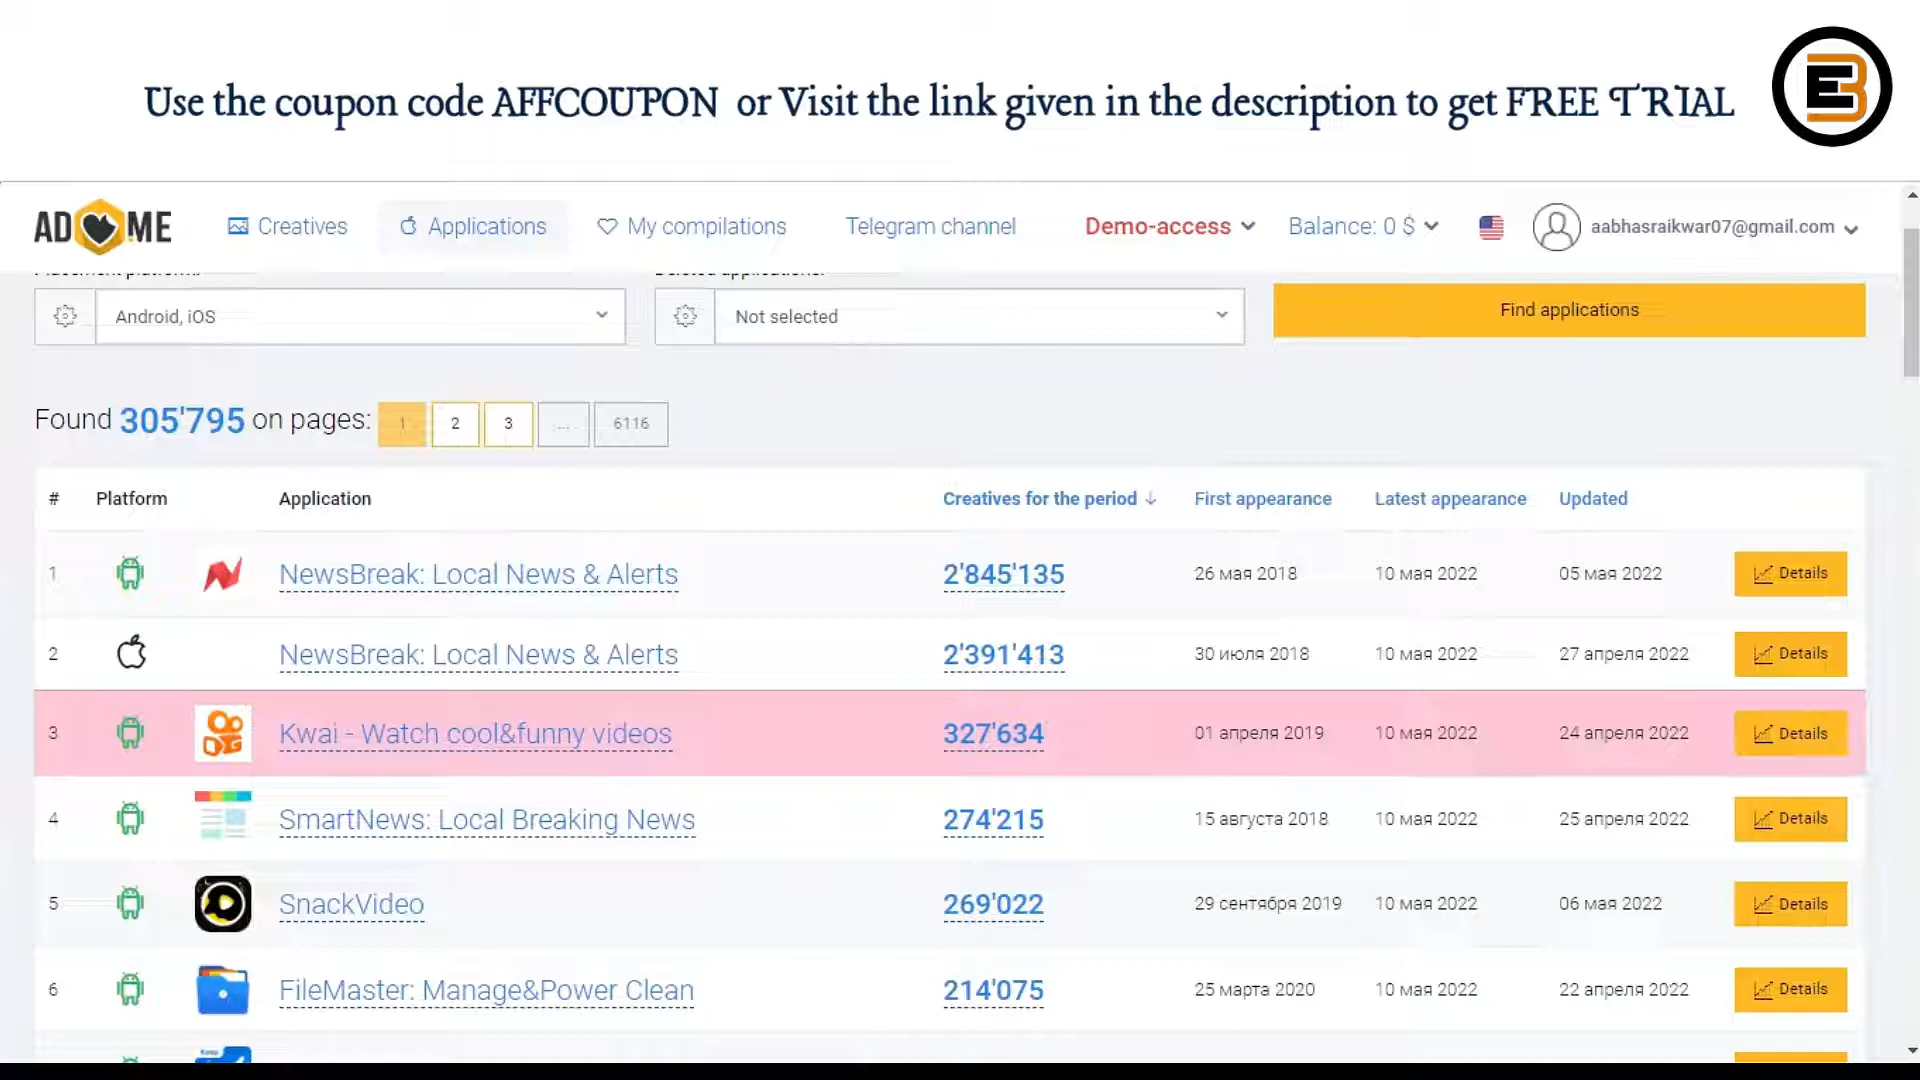 Use the coupon code AFFCOUPON or Visit the link given in the description to get FREE TRIAL
EB
AD ME Creatives Applications My compilations Telegram channel Demo-access Balance: 0 $ aabhasraikwar07@gmail.com
Android, iOS Not selected Find applications
Found 305'795 on pages: 1 2 3 ... 6116
# Platform Application Creatives for the period ↓ First appearance Latest appearance Updated
1 NewsBreak: Local News & Alerts 2'845'135 26 мая 2018 10 мая 2022 05 мая 2022 Details
2 NewsBreak: Local News & Alerts 2'391'413 30 июля 2018 10 мая 2022 27 апреля 2022 Details
3 Kwai - Watch cool&funny videos 327'634 01 апреля 2019 10 мая 2022 24 апреля 2022 Details
4 SmartNews: Local Breaking News 274'215 15 августа 2018 10 мая 2022 25 апреля 2022 Details
5 SnackVideo 269'022 29 сентября 2019 10 мая 2022 06 мая 2022 Details
6 FileMaster: Manage&Power Clean 214'075 25 марта 2020 10 мая 2022 22 апреля 2022 Details